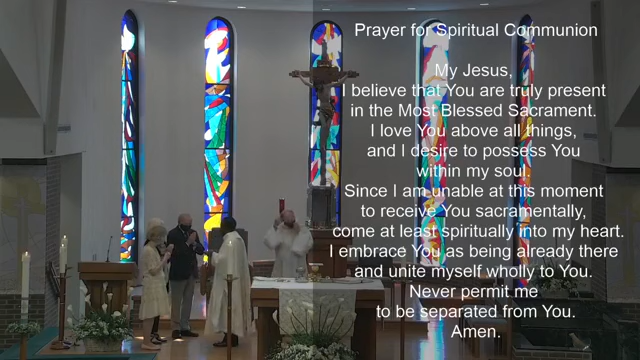 Prayer for Spiritual Communion
My Jesus,
I believe that You are truly present
in the Most Blessed Sacrament.
I love You above all things,
and I desire to possess You
within my soul.
Since I am unable at this moment
to receive You sacramentally,
come at least spiritually into my heart.
I embrace You as being already there
and unite myself wholly to You.
Never permit me
to be separated from You.
Amen.